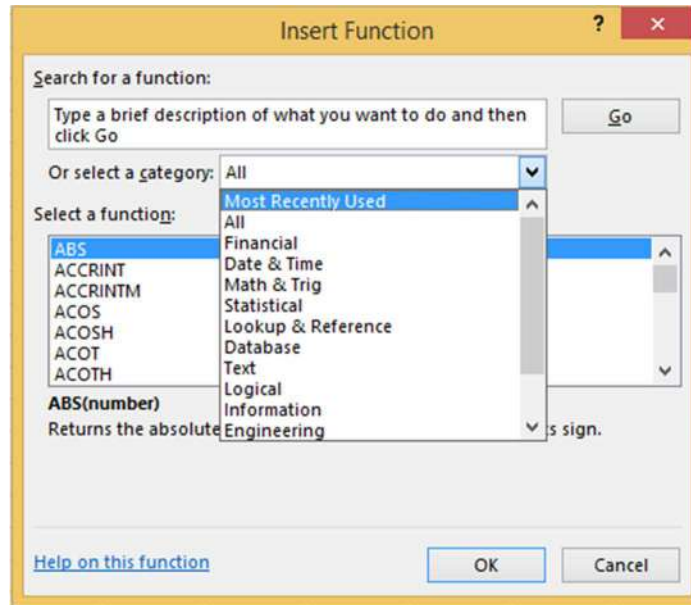 Insert Function
?
Search for a function:
Type a brief description of what you want to do and then
click Go
Go
Or select a category: All
Most Recently Used
All
Financial
Date & Time
Math & Trig
Statistical
Lookup & Reference
Database
Text
Logical
Information
Engineering
Select a function:
ABS
ACCRINT
ACCRINTM
ACOS
ACOSH
ACOT
ACOTH
ABS(number)
Returns the absolute
s sign.
Help on this function
OK
Cancel